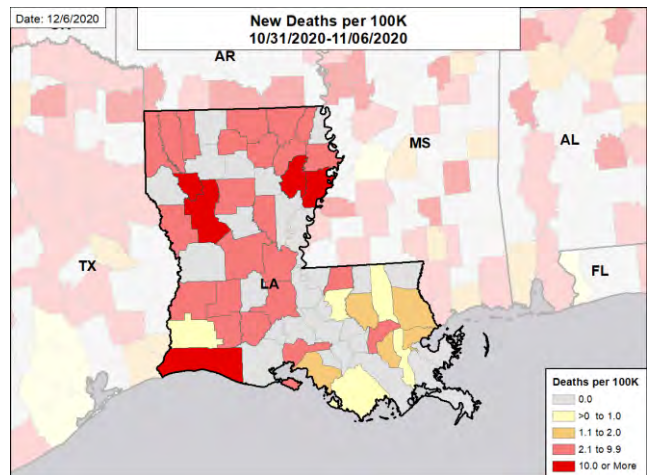 Date: 12/6/2020
New Deaths per 100K
10/31/2020-11/06/2020
AR
MS
AL
TX
LA
FL
Deaths per 100K
0.0
>0 to 1.0
1.1 to 2.0
2.1 to 9.9
10.0 or More